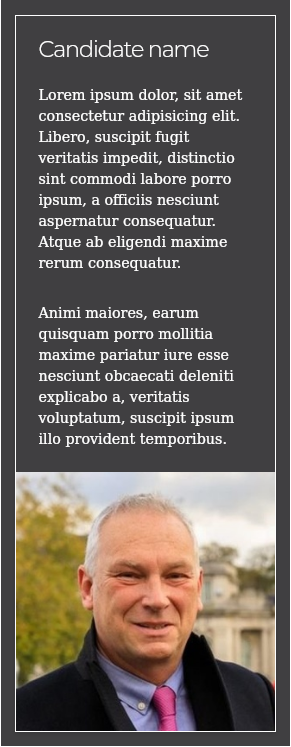 Candidate name
Lorem ipsum dolor, sit amet
consectetur adipisicing elit.
Libero, suscipit fugit
veritatis impedit, distinctio
sint commodi labore porro
ipsum, a officiis nesciunt
aspernatur consequatur.
Atque ab eligendi maxime
rerum consequatur.
Animi maiores, earum
quisquam porro mollitia
maxime pariatur iure esse
nesciunt obcaecati deleniti
explicabo a, veritatis
voluptatum, suscipit ipsum
illo provident temporibus.